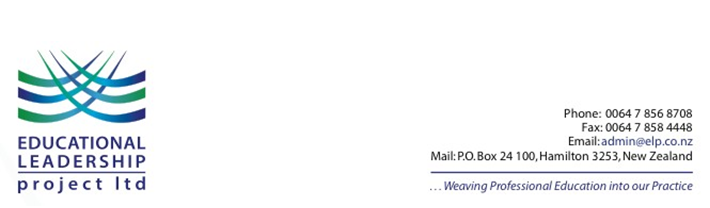 EDUCATIONAL
LEADERSHIP
project ltd
Phone: 0064 7 856 8708
Fax: 0064 7 858 4448
Email: admin@elp.co.nz
Mail: P.O. Box 24 100, Hamilton 3253, New Zealand
...Weaving Professional Education into our Practice